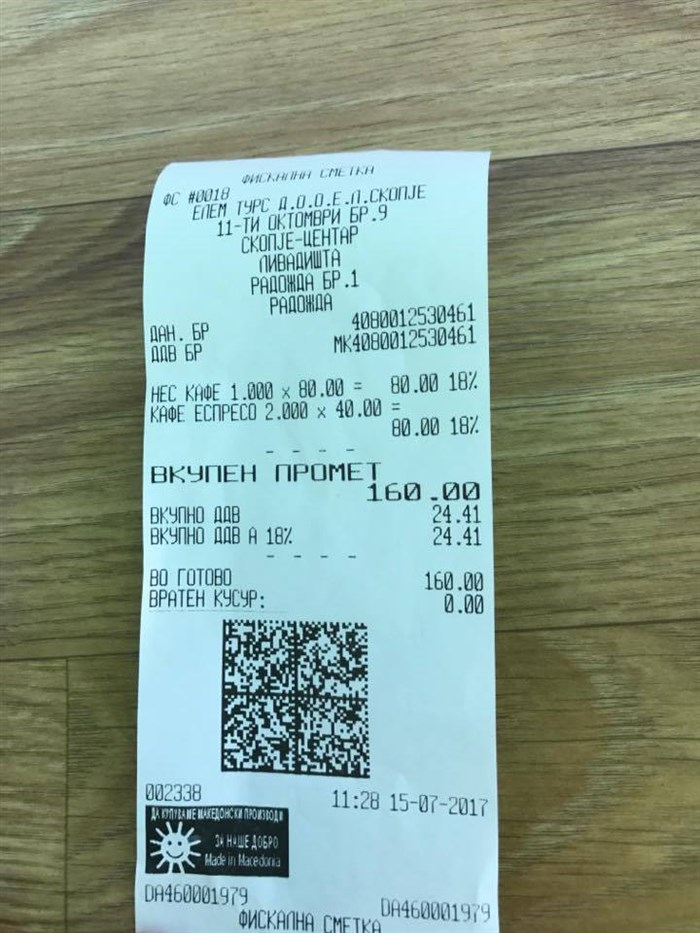 ФИСКАЛНА СМЕТКА
ФС #0018
ЕЛЕМ ТУРС Д.О.О.Е.Л.СКОПЈЕ
11-ТИ ОКТОМВРИ БР.9
СКОПЈЕ-ЦЕНТАР
ЛИВАДИШТА
РАДОЖДА БР.1
РАДОЖДА
ДАН. БР 4080012530461
ДДВ БР МК4080012530461
НЕС КАФЕ 1.000 x 80.00 = 80.00 18%
КАФЕ ЕСПРЕСО 2.000 x 40.00 =
80.00 18%
- - - -
ВКУПЕН ПРОМЕТ
160.00
ВКУПНО ДДВ 24.41
ВКУПНО ДДВ А 18% 24.41
- - - -
ВО ГОТОВО 160.00
ВРАТЕН КУСУР: 0.00
002338 11:28 15-07-2017
ДА КУПУВАМЕ МАКЕДОНСКИ ПРОИЗВОДИ
ЗА НАШЕ ДОБРО
Made in Macedonia
DA460001979 DA460001979
ФИСКАЛНА СМЕТКА